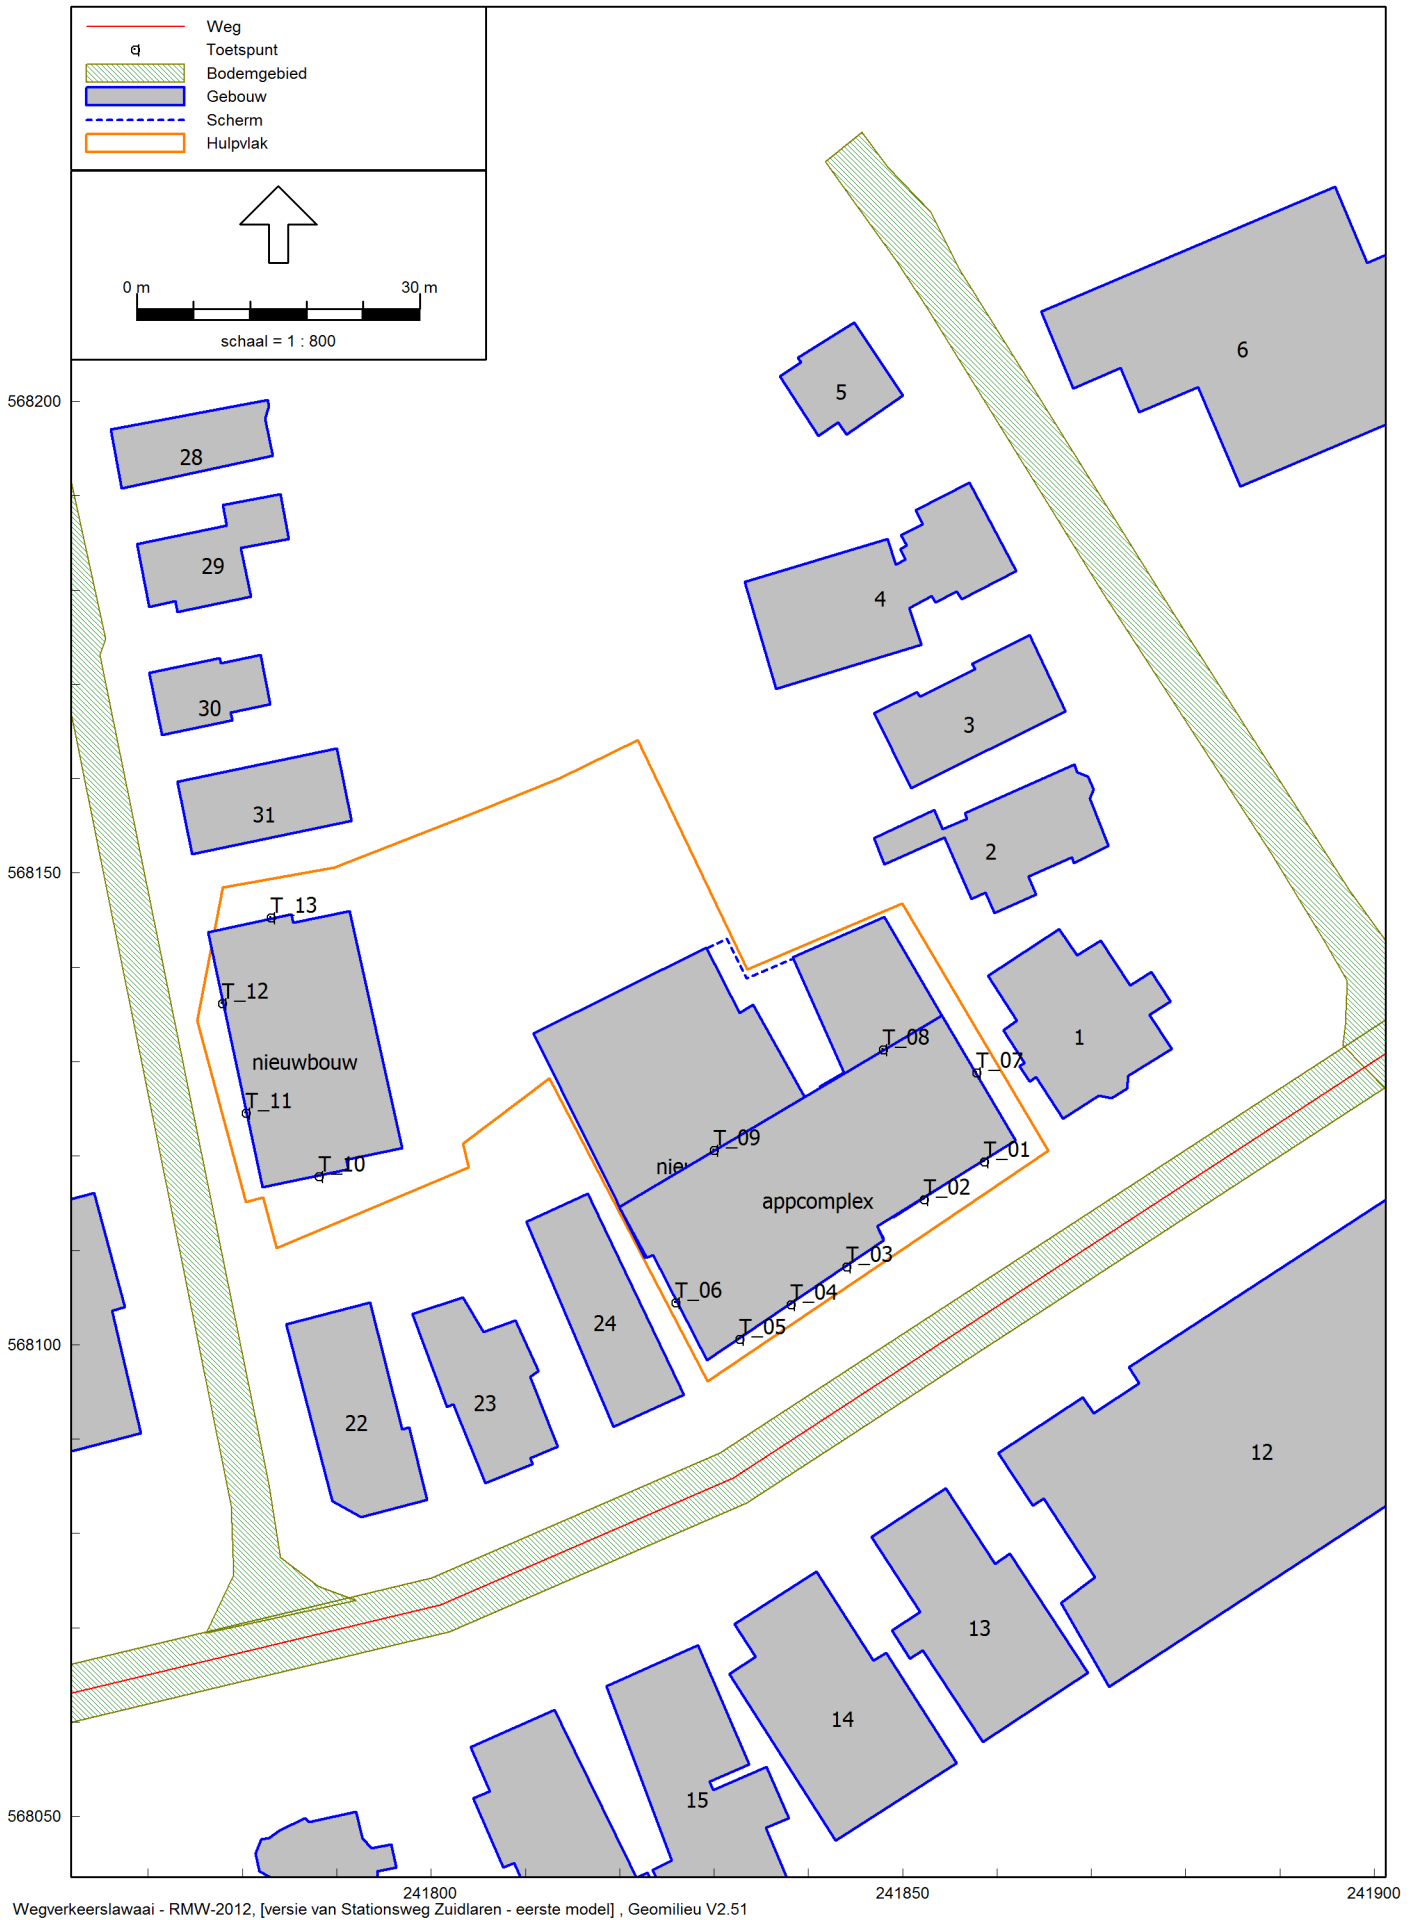 Weg
Toetspunt
Bodemgebied
Gebouw
Scherm
Hulpvlak
0 m 30 m
schaal = 1 : 800
6
5
568200
28
29
4
30
3
31
2
568150
T_13
T_12
T_08
1
nieuwbouw
T_07
T_11
T_09
T_01
T_10
appcomplex
T_02
T_03
T_06
T_04
24
T_05
568100
23
22
12
13
14
15
568050
241800 241850 241900
Wegverkeerslawaai - RMW-2012, [versie van Stationsweg Zuidlaren - eerste model] , Geomilieu V2.51